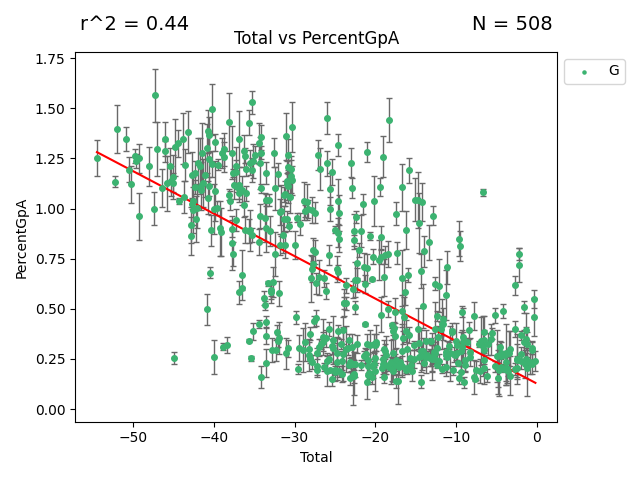 r^2 = 0.44
N = 508
Total vs PercentGpA
G
PercentGpA
1.75
1.50
1.25
1.00
0.75
0.50
0.25
0.00
−50
−40
−30
−20
−10
0
Total